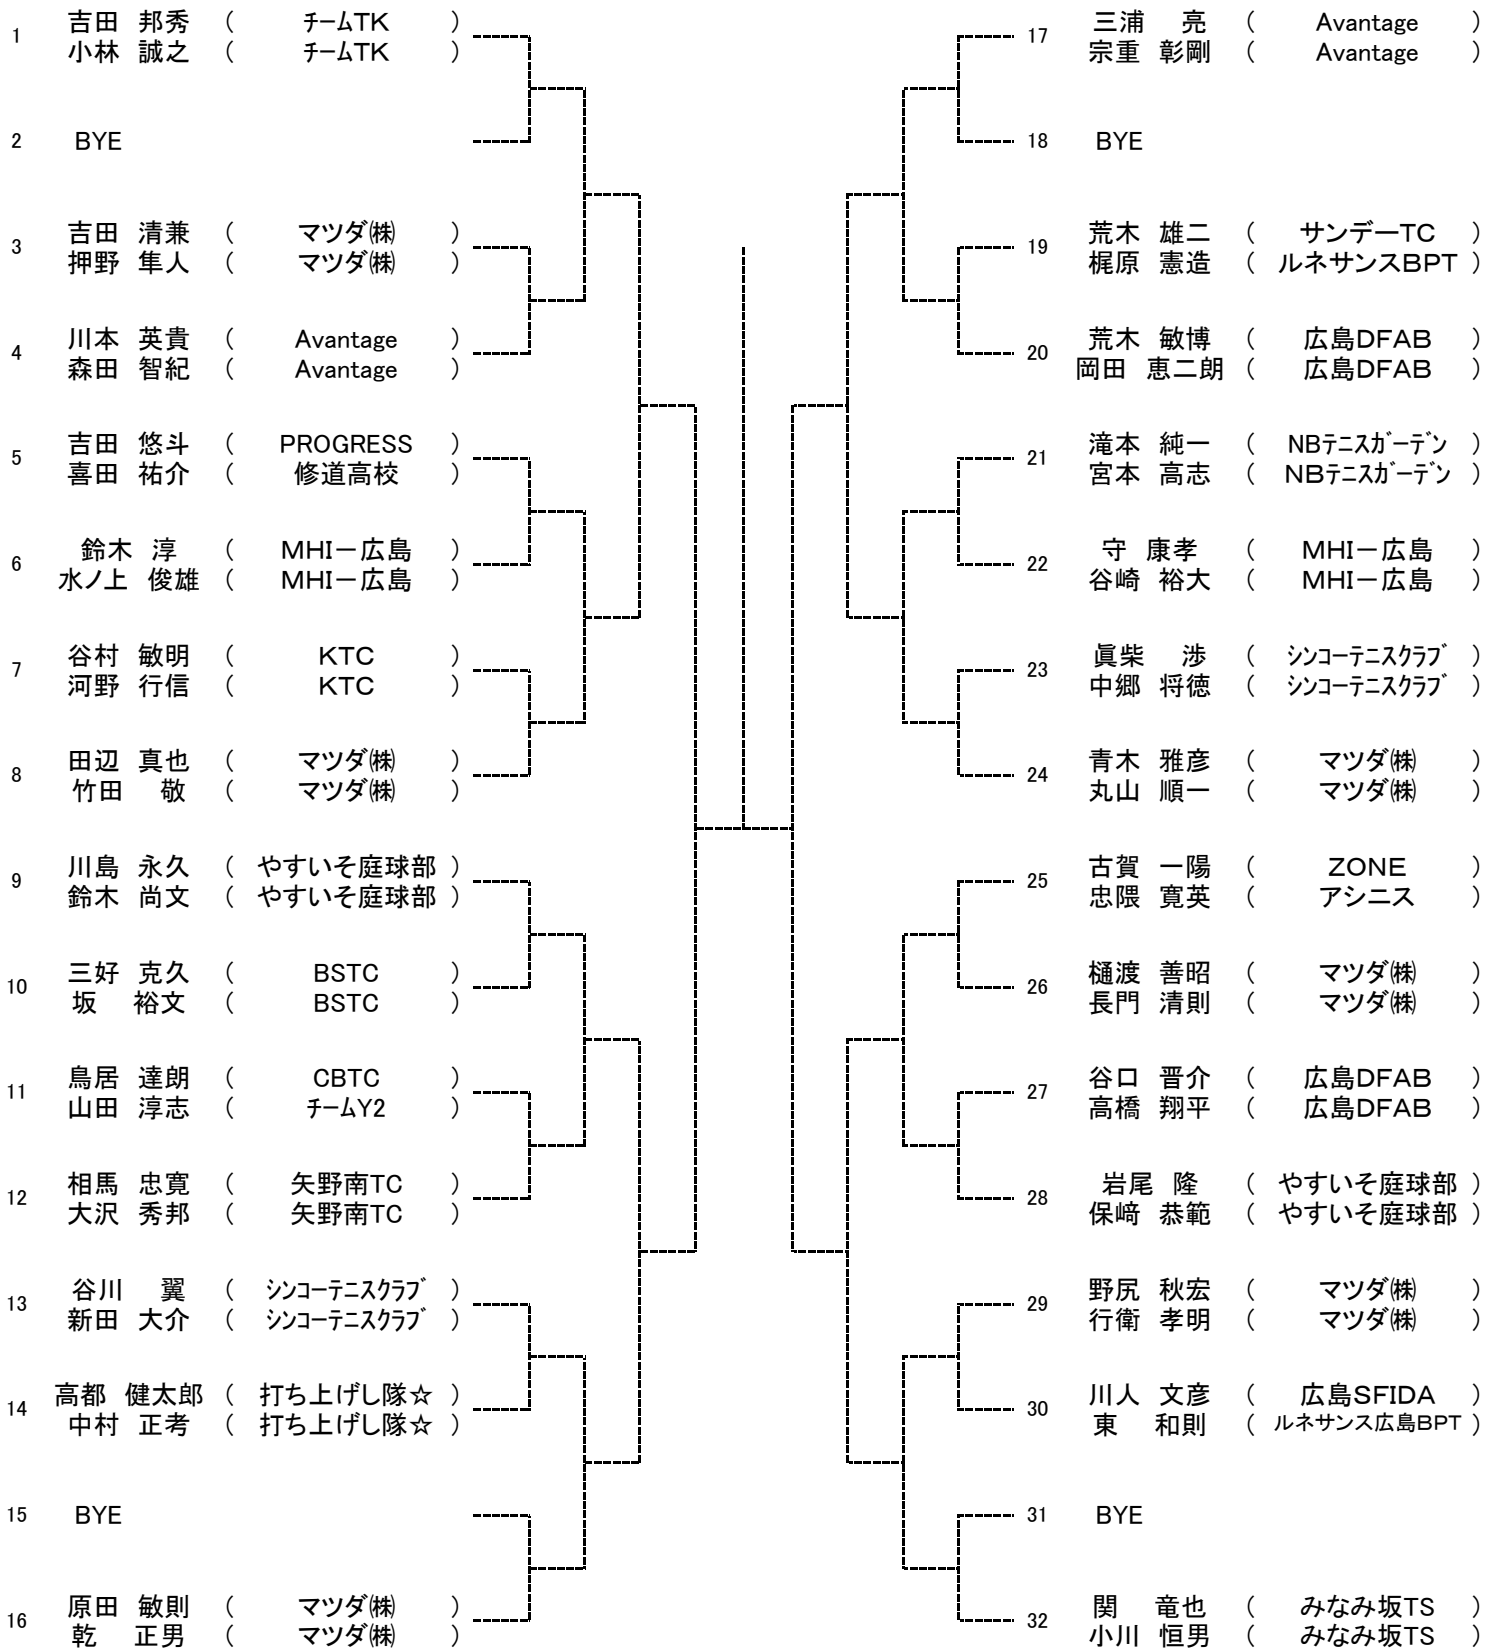 1 吉田 邦秀 ( ﾁｰﾑTK )
小林 誠之 ( ﾁｰﾑTK )
2 BYE
3 吉田 清兼 ( マツダ㈱ )
押野 隼人 ( マツダ㈱ )
4 川本 英貴 ( Avantage )
森田 智紀 ( Avantage )
5 吉田 悠斗 ( PROGRESS )
喜田 祐介 ( 修道高校 )
6 鈴木 淳 ( MHI－広島 )
水ノ上 俊雄 ( MHI－広島 )
7 谷村 敏明 ( KTC )
河野 行信 ( KTC )
8 田辺 真也 ( マツダ㈱ )
竹田 敬 ( マツダ㈱ )
9 川島 永久 ( やすいそ庭球部 )
鈴木 尚文 ( やすいそ庭球部 )
10 三好 克久 ( BSTC )
坂 裕文 ( BSTC )
11 鳥居 達朗 ( CBTC )
山田 淳志 ( ﾁｰﾑY2 )
12 相馬 忠寛 ( 矢野南TC )
大沢 秀邦 ( 矢野南TC )
13 谷川 翼 ( ｼﾝｺｰﾃﾆｽｸﾗﾌﾞ )
新田 大介 ( ｼﾝｺｰﾃﾆｽｸﾗﾌﾞ )
14 高都 健太郎 ( 打ち上げし隊☆ )
中村 正考 ( 打ち上げし隊☆ )
15 BYE
16 原田 敏則 ( マツダ㈱ )
乾 正男 ( マツダ㈱ )
17 三浦 亮 ( Avantage )
宗重 彰剛 ( Avantage )
18 BYE
19 荒木 雄二 ( サンデーTC )
梶原 憲造 ( ルネサンスBPT )
20 荒木 敏博 ( 広島DFAB )
岡田 恵二朗 ( 広島DFAB )
21 滝本 純一 ( NBﾃﾆｽｶﾞｰﾃﾞﾝ )
宮本 高志 ( NBﾃﾆｽｶﾞｰﾃﾞﾝ )
22 守 康孝 ( MHI－広島 )
谷崎 裕大 ( MHI－広島 )
23 眞柴 渉 ( ｼﾝｺｰﾃﾆｽｸﾗﾌﾞ )
中郷 将徳 ( ｼﾝｺｰﾃﾆｽｸﾗﾌﾞ )
24 青木 雅彦 ( マツダ㈱ )
丸山 順一 ( マツダ㈱ )
25 古賀 一陽 ( ZONE )
忠隈 寛英 ( アシニス )
26 樋渡 善昭 ( マツダ㈱ )
長門 清則 ( マツダ㈱ )
27 谷口 晋介 ( 広島DFAB )
高橋 翔平 ( 広島DFAB )
28 岩尾 隆 ( やすいそ庭球部 )
保﨑 恭範 ( やすいそ庭球部 )
29 野尻 秋宏 ( マツダ㈱ )
行衛 孝明 ( マツダ㈱ )
30 川人 文彦 ( 広島SFIDA )
東 和則 ( ルネサンス広島BPT )
31 BYE
32 関 竜也 ( みなみ坂TS )
小川 恒男 ( みなみ坂TS )